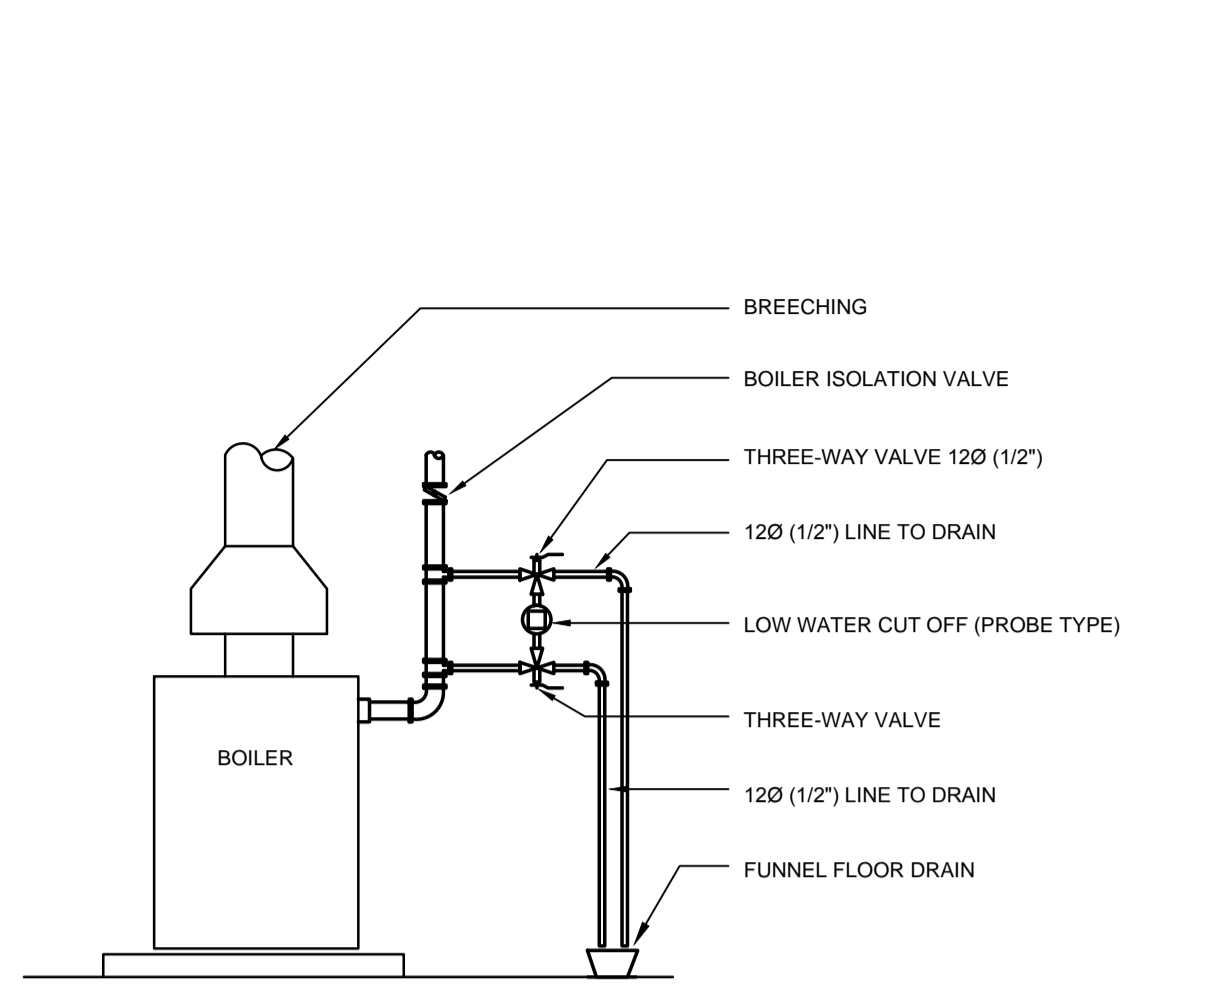 BREECHING
BOILER ISOLATION VALVE
THREE-WAY VALVE 12Ø (1/2")
12Ø (1/2") LINE TO DRAIN
LOW WATER CUT OFF (PROBE TYPE)
THREE-WAY VALVE
BOILER
12Ø (1/2") LINE TO DRAIN
FUNNEL FLOOR DRAIN